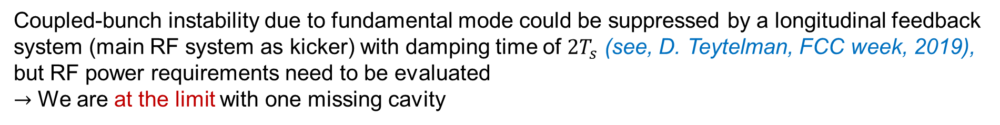 Coupled-bunch instability due to fundamental mode could be suppressed by a longitudinal feedback
system (main RF system as kicker) with damping time of 2Tₛ (see, D. Teytelman, FCC week, 2019),
but RF power requirements need to be evaluated
→ We are at the limit with one missing cavity